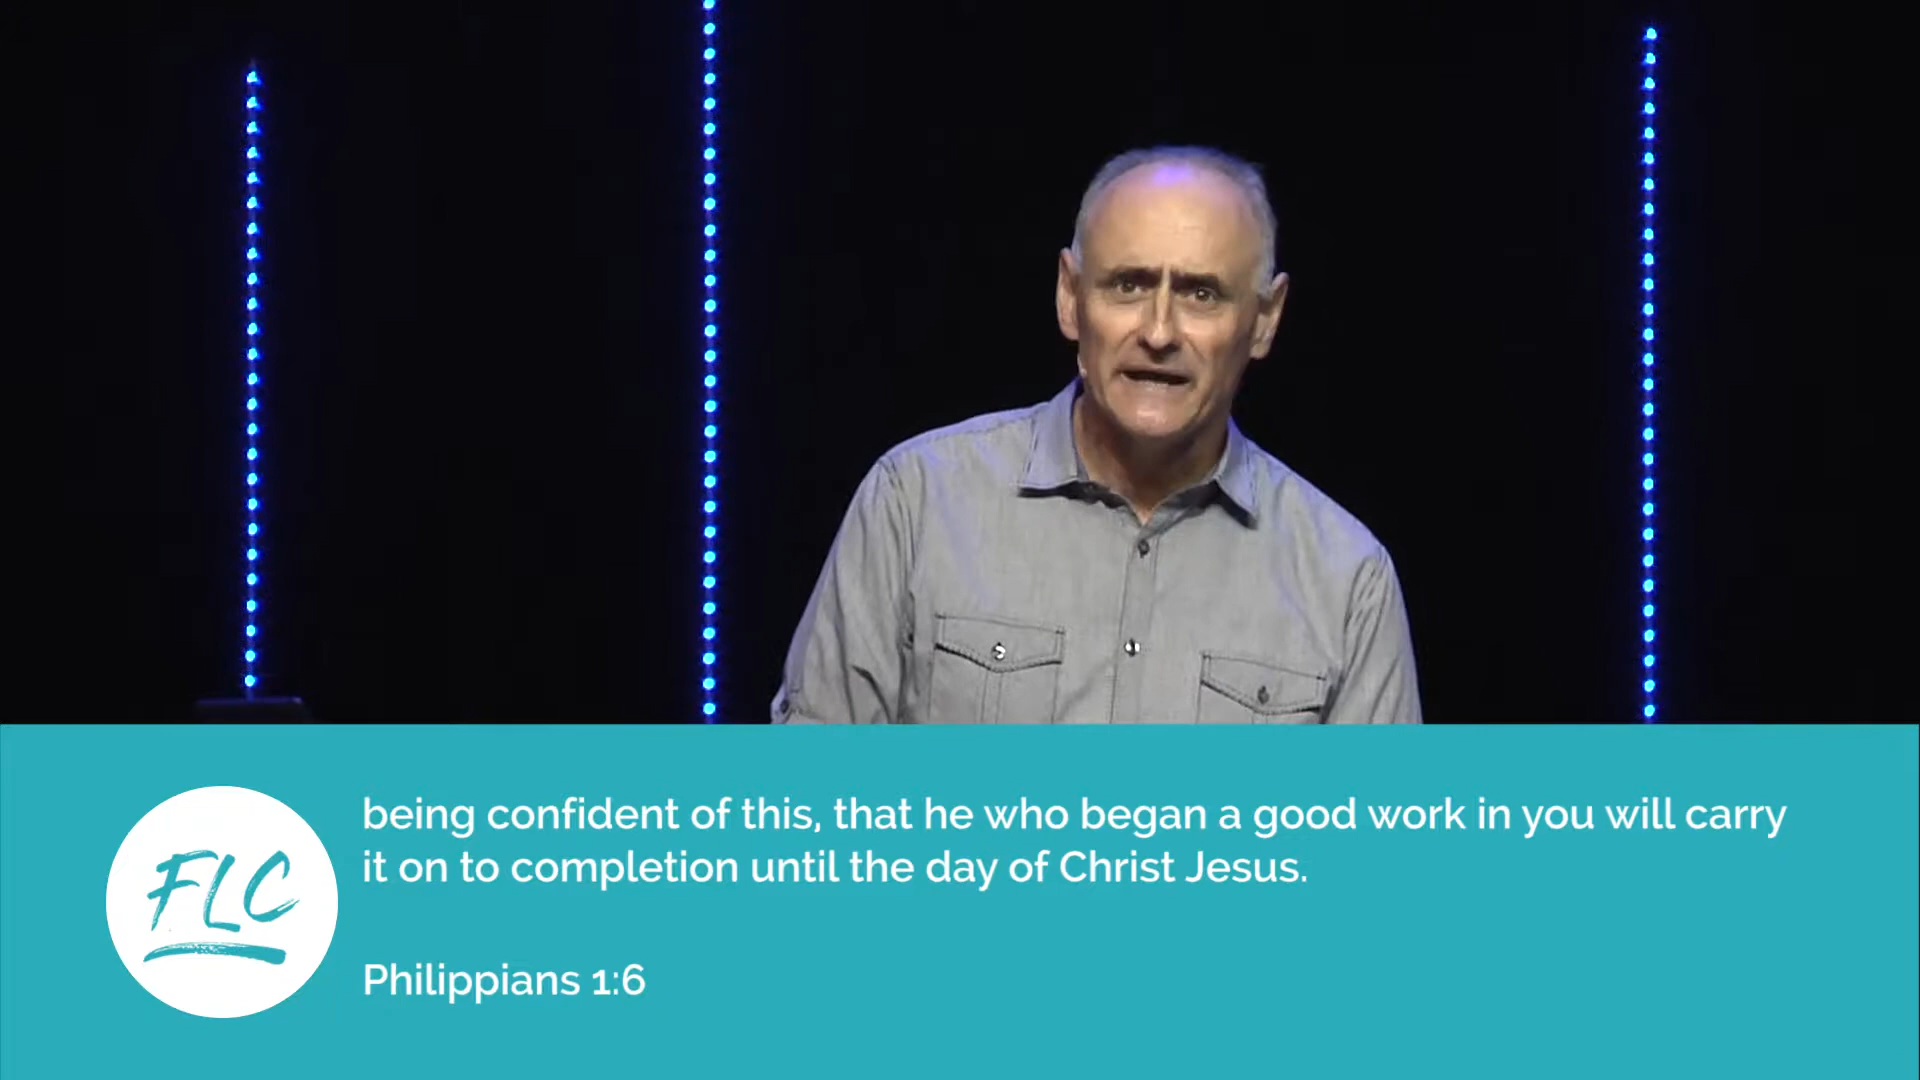 being confident of this, that he who began a good work in you will carry
it on to completion until the day of Christ Jesus.
Philippians 1:6
FLC